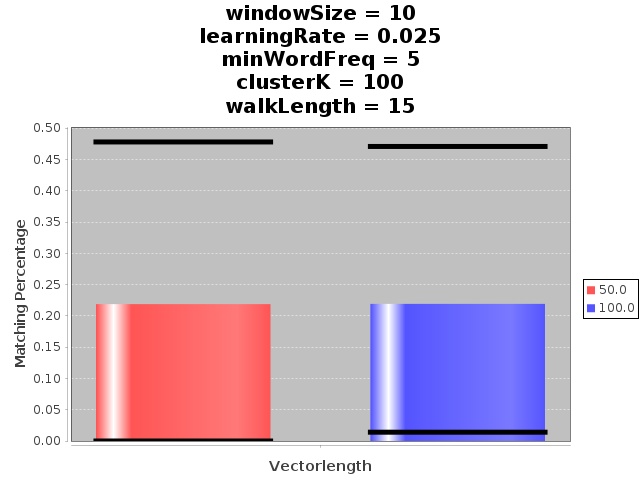 windowSize = 10
learningRate = 0.025
minWordFreq = 5
clusterK = 100
walkLength = 15
0.50
0.45
0.40
0.35
0.30
0.25
0.20
0.15
0.10
0.05
0.00
Matching Percentage
Vectorlength
50.0
100.0